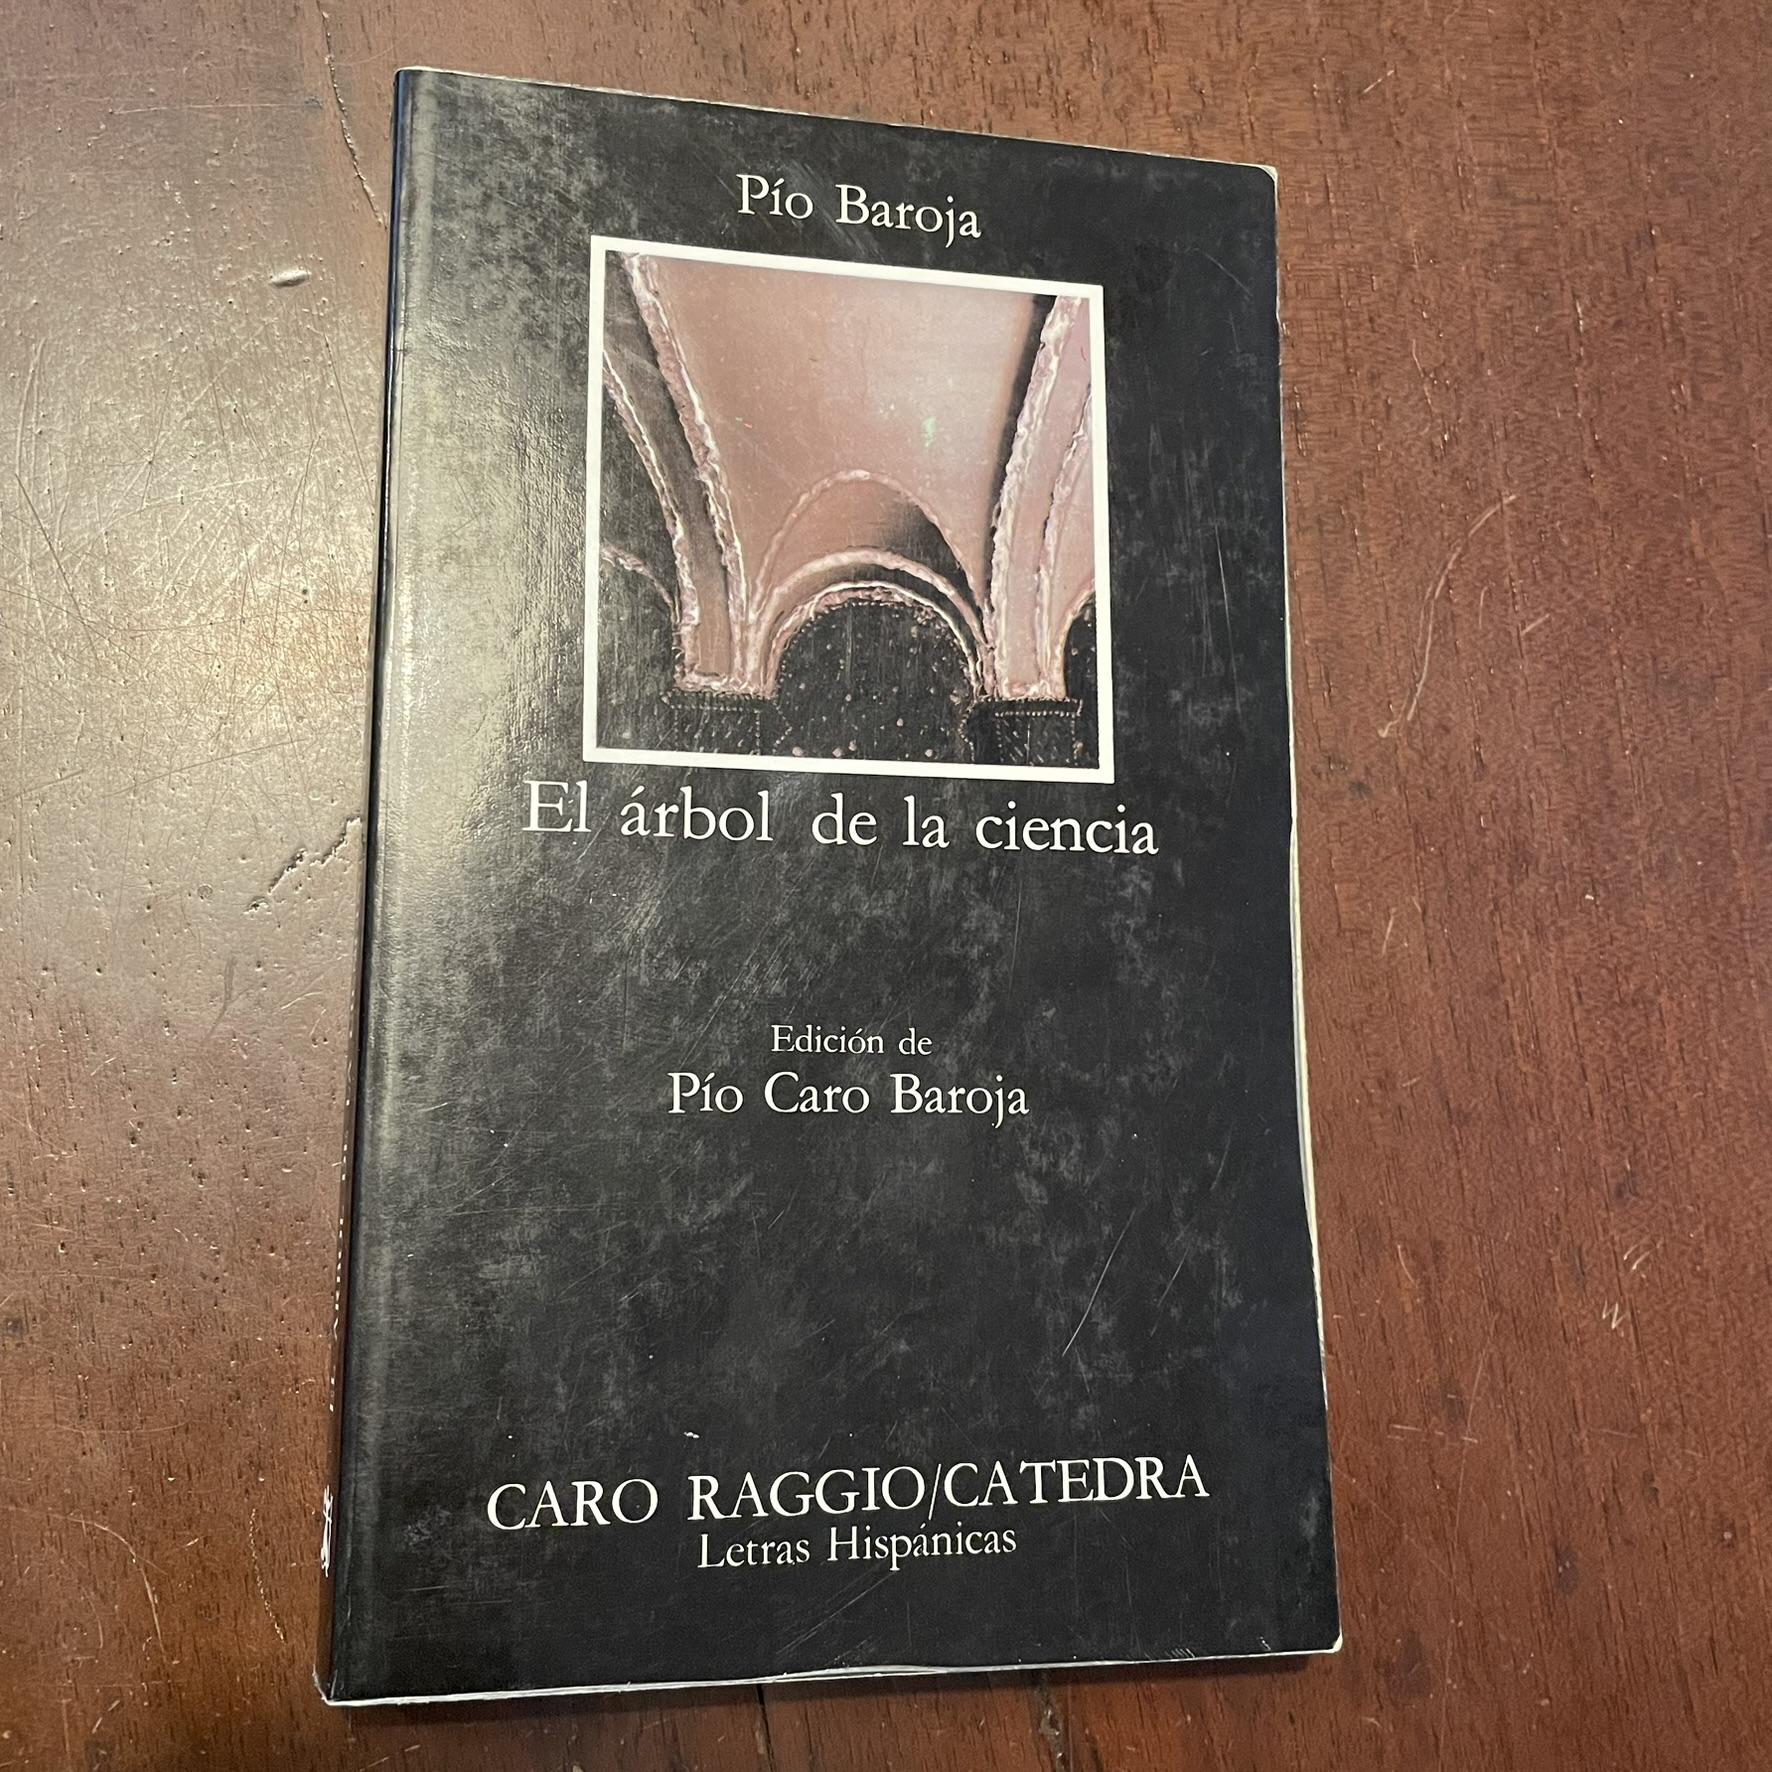 Pío Baroja
El árbol de la ciencia
Edición de
Pío Caro Baroja
CARO RAGGIO/CATEDRA
Letras Hispánicas